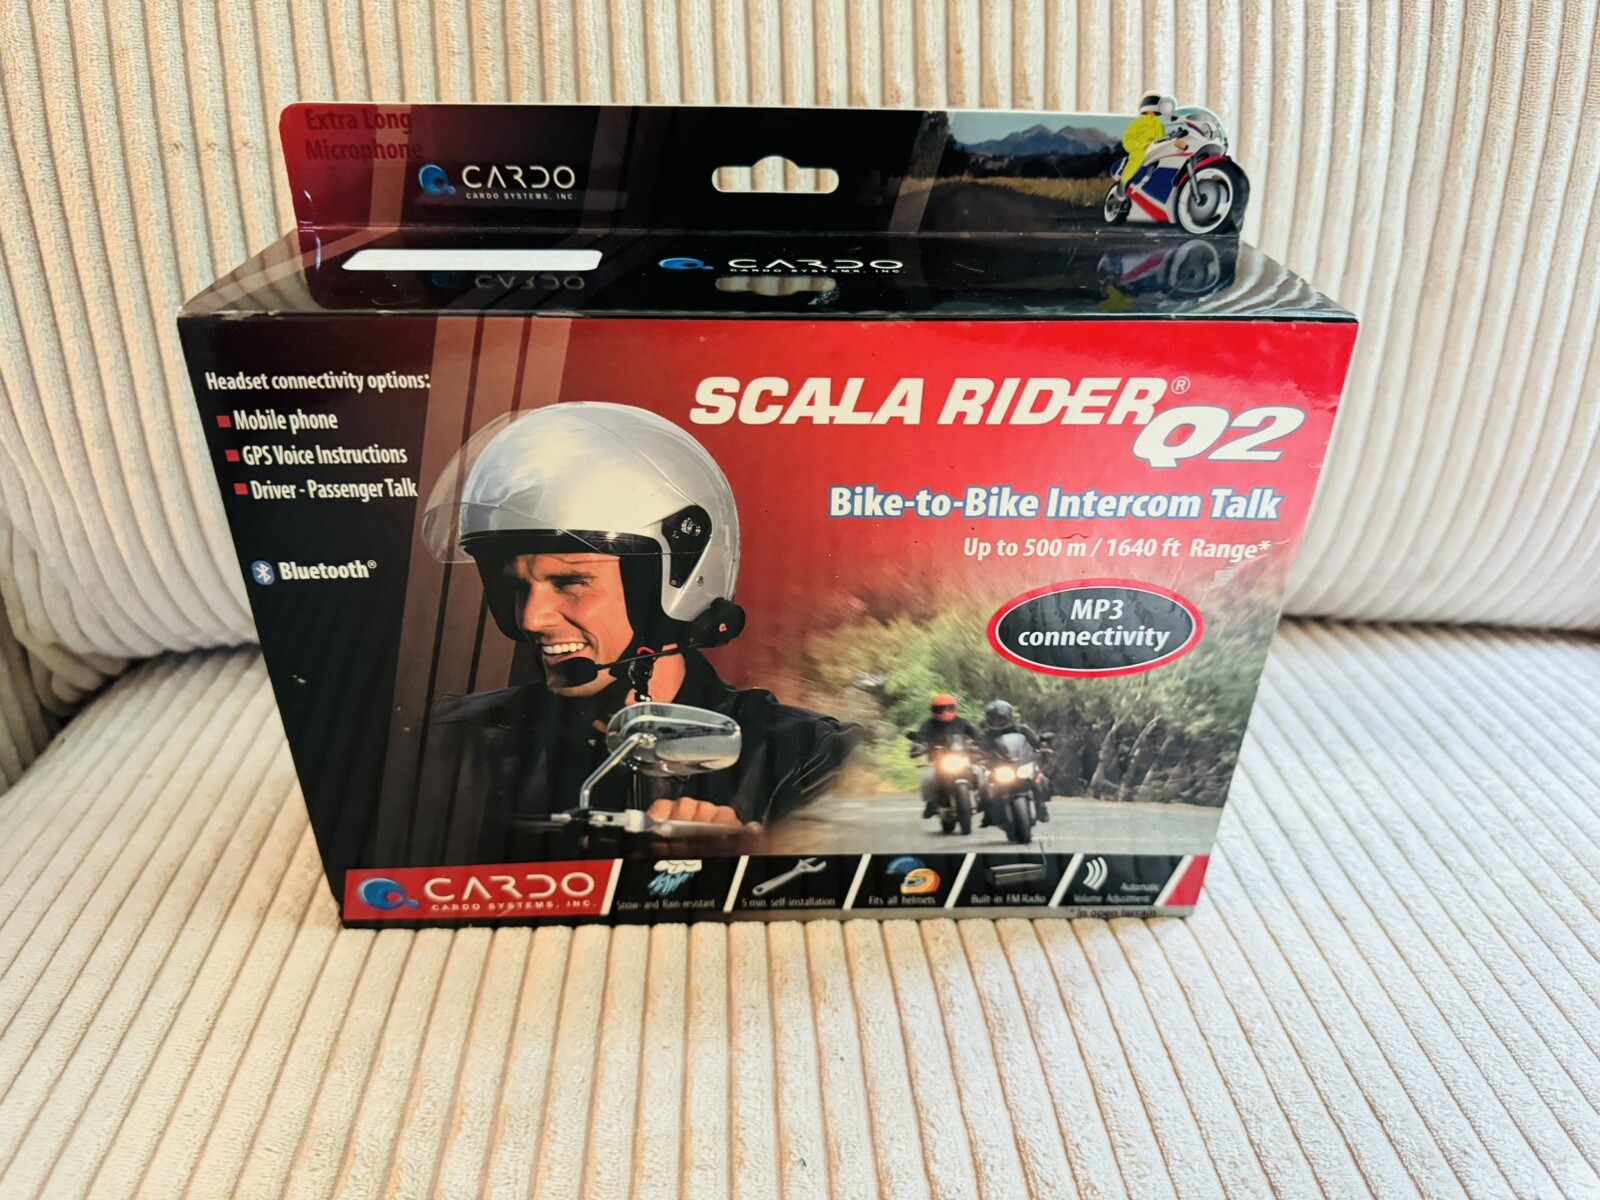 Extra Long
Microphone
CARDO
CARDO SYSTEMS, INC.
CARDO
CARDO SYSTEMS, INC.
Headset connectivity options:
Mobile phone
GPS Voice Instructions
Driver - Passenger Talk
Bluetooth®
SCALA RIDER®
Q2
Bike-to-Bike Intercom Talk
Up to 500 m / 1640 ft Range*
MP3
connectivity
CARDO
CARDO SYSTEMS, INC.
Snow- and Rain-resistant
5 min. self-installation
Fits all helmets
Built-in FM Radio
Automatic
Volume Adjustment
* in open terrain